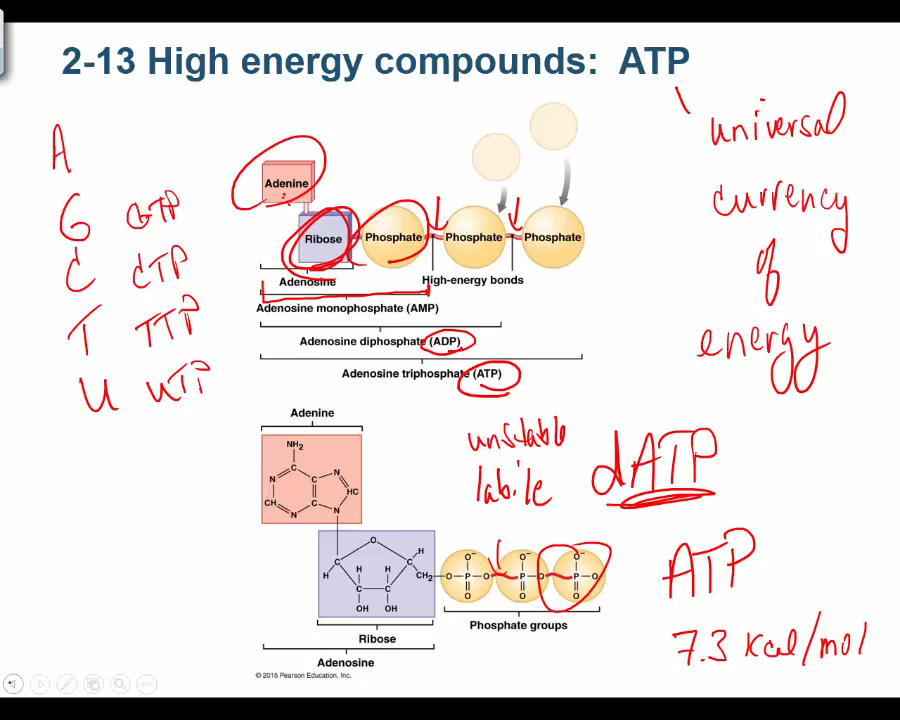 2-13 High energy compounds: ATP
universal
currency
of
energy
A
G GTP
C CTP
T TTP
U UTP
Adenine
Ribose
Phosphate
Phosphate
Phosphate
Adenosine
High-energy bonds
Adenosine monophosphate (AMP)
Adenosine diphosphate (ADP)
Adenosine triphosphate (ATP)
unstable
labile
dATP
ATP
7.3 kcal/mol
Adenine
NH2
C
N
C
N
HC
CH
C
N
N
O
H
H
H
H
C
C
C
C
CH2
OH
OH
O
P
O
P
O
P
O
O-
O-
O-
O
O
O
Ribose
Phosphate groups
Adenosine
© 2015 Pearson Education, Inc.